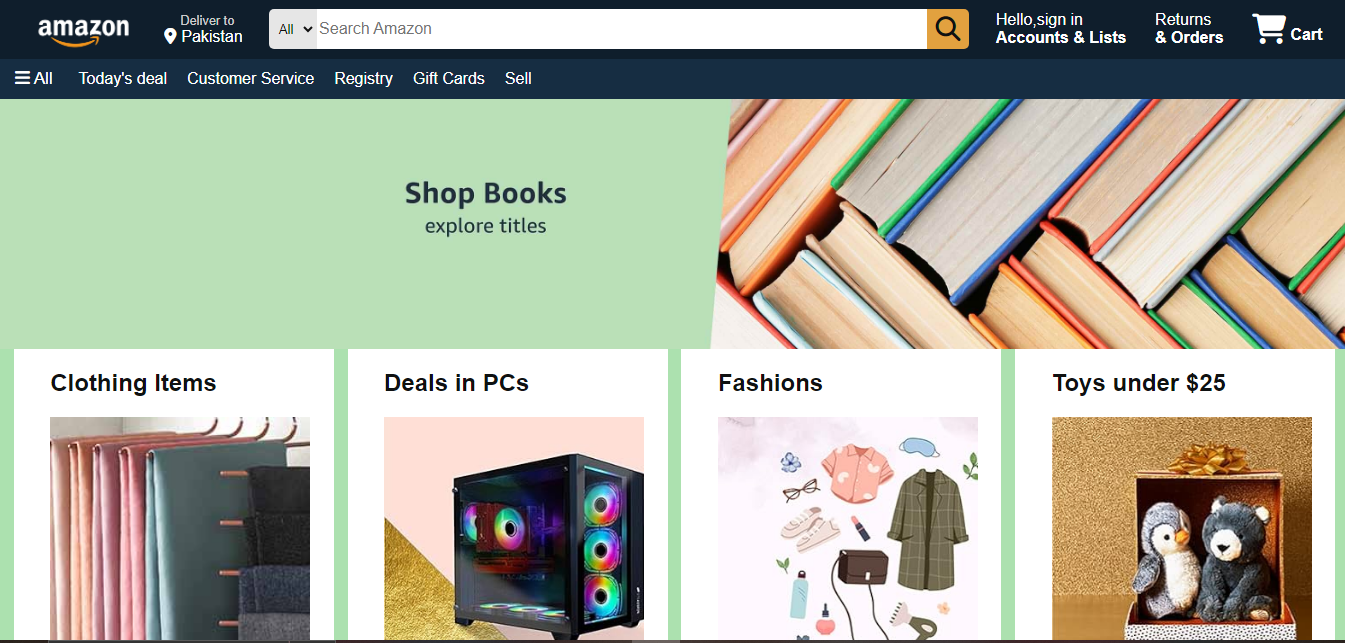 amazon
Deliver to
Pakistan
All
Search Amazon
Hello,sign in
Accounts & Lists
Returns
& Orders
Cart
All
Today's deal
Customer Service
Registry
Gift Cards
Sell
Shop Books
explore titles
Clothing Items
Deals in PCs
Fashions
Toys under $25